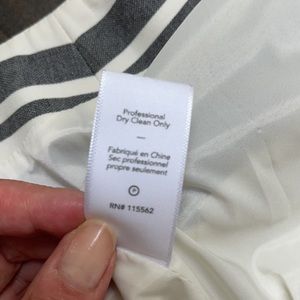 Professional
Dry Clean Only
—
Fabriqué en Chine
Sec professionnel
propre seulement
P
RN# 115562